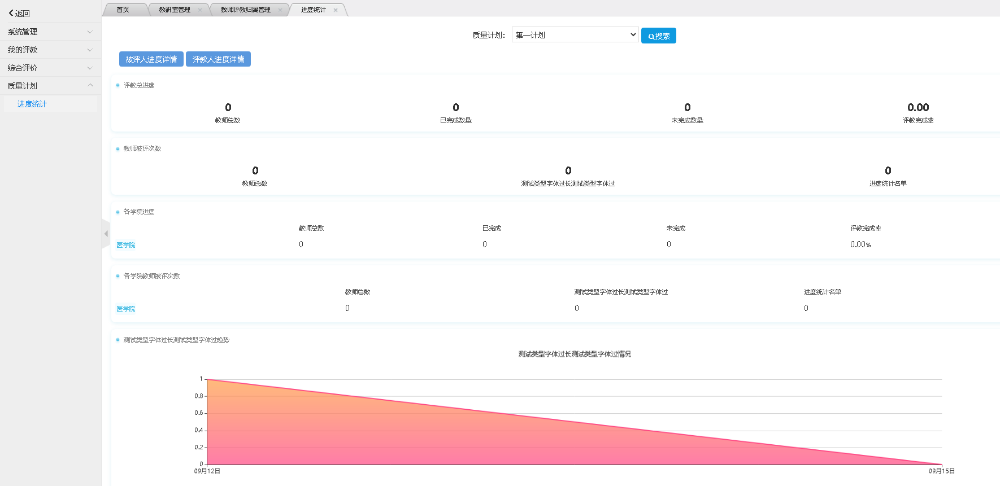 返回
系统管理
我的评教
综合评价
质量计划
进度统计
首页
教研室管理
教师评教归属管理
进度统计
质量计划：
第一计划
搜索
被评人进度详情
评教人进度详情
评教总进度
0
0
0
0.00
教师总数
已完成数量
未完成数量
评教完成率
教师被评次数
0
0
0
教师总数
测试类型字体过长测试类型字体过
进度统计名单
各学院进度
教师总数
已完成
未完成
评教完成率
医学院
0
0
0
0.00%
各学院教师被评次数
教师总数
测试类型字体过长测试类型字体过
进度统计名单
医学院
0
0
0
测试类型字体过长测试类型字体过趋势
测试类型字体过长测试类型字体过情况
1
0.8
0.6
0.4
0.2
0
09月12日
09月15日